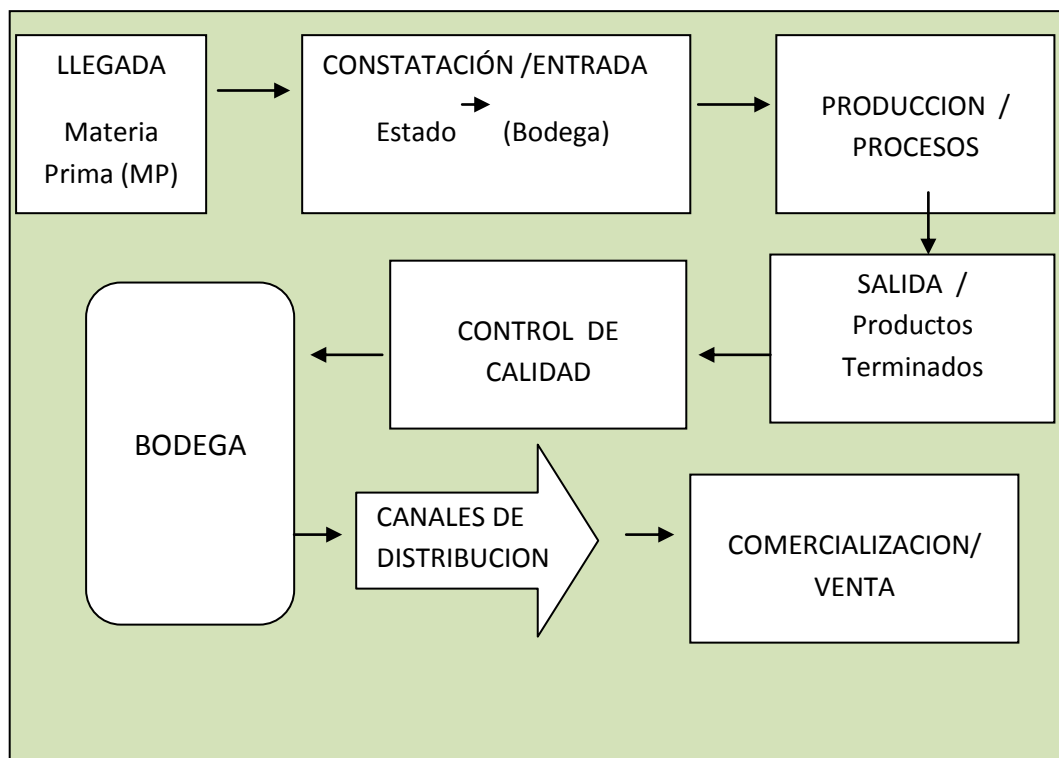 LLEGADA
Materia
Prima (MP)
CONSTATACIÓN /ENTRADA
Estado (Bodega)
PRODUCCION /
PROCESOS
SALIDA /
Productos
Terminados
CONTROL DE
CALIDAD
BODEGA
CANALES DE
DISTRIBUCION
COMERCIALIZACION/
VENTA